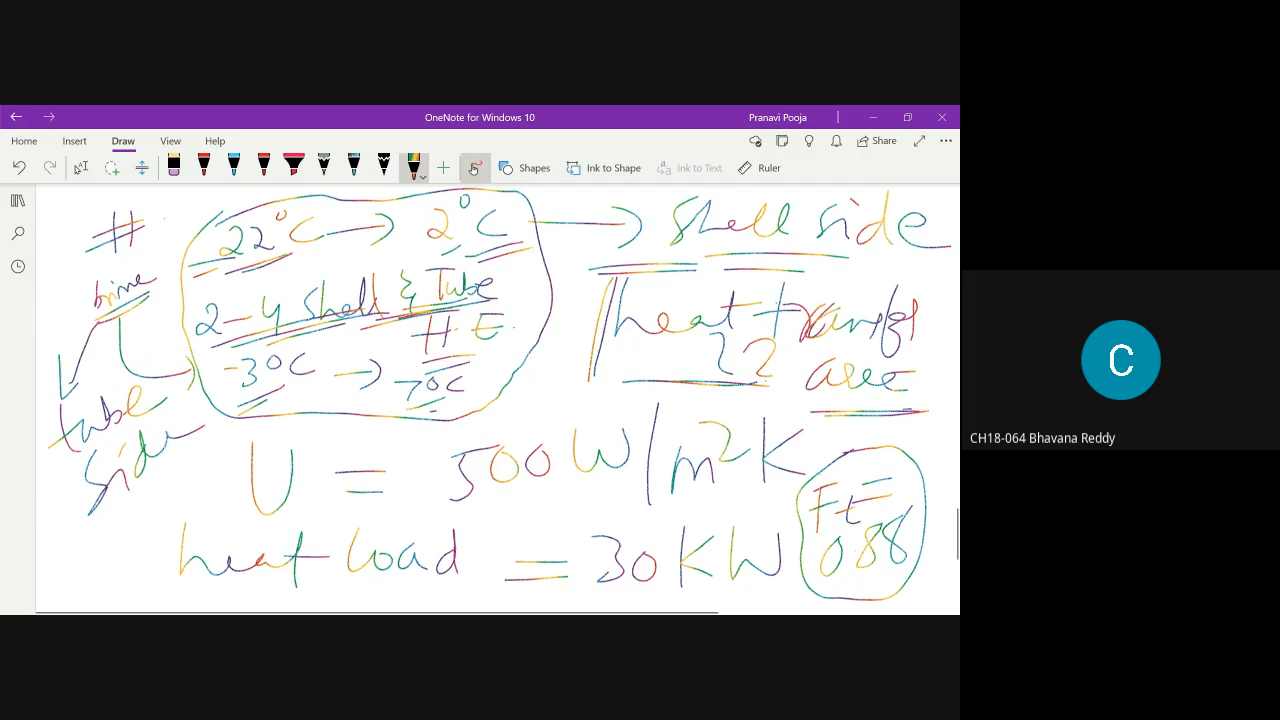 OneNote for Windows 10
Pranavi Pooja
Home Insert Draw View Help
Share
Shapes Ink to Shape Ink to Text Ruler
# 22°C → 2°C → shell side
brine
2-4 shell & Tube
H.E
-3°C → 7°C
tube
side
heat transfer
area ??
U = 500 W/m²K
heat load = 30 KW
Ft =
0.88
C
CH18-064 Bhavana Reddy